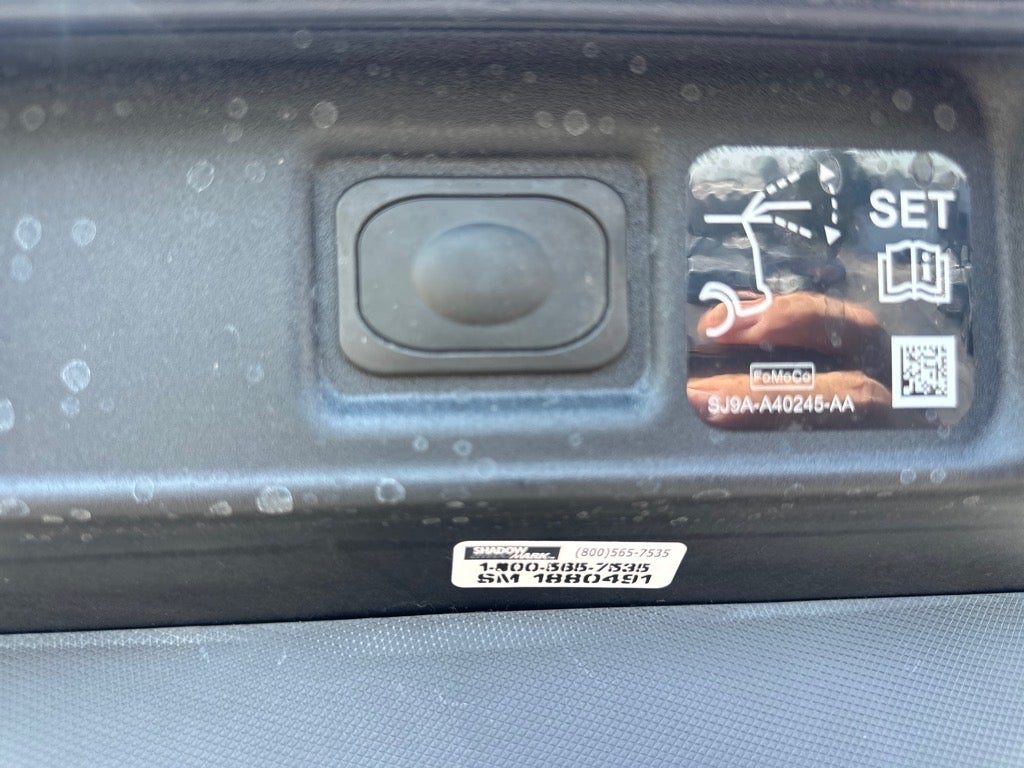 SET
FoMoCo
SJ9A-A40245-AA
SHADOW MARK (800)565-7535
1-800-565-7535
SM 1880491